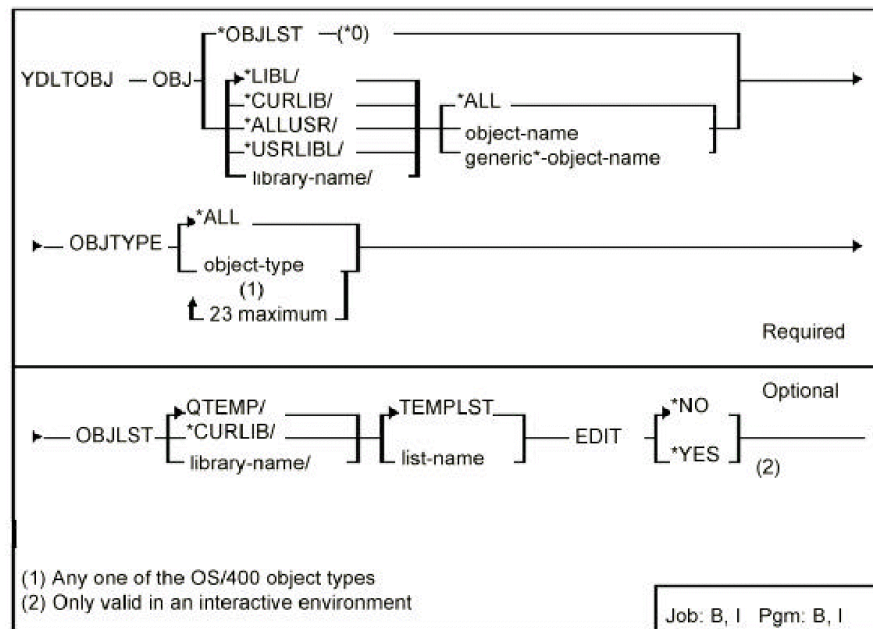 *OBJLST (*0)
YDLTOBJ OBJ
*LIBL/
*CURLIB/
*ALLUSR/
*USRLIBL/
library-name/
*ALL
object-name
generic*-object-name
OBJTYPE
*ALL
object-type
(1)
23 maximum
Required
Optional
OBJLST
QTEMP/
*CURLIB/
library-name/
TEMPLST
list-name
EDIT
*NO
*YES
(2)
(1) Any one of the OS/400 object types
(2) Only valid in an interactive environment
Job: B, I Pgm: B, I